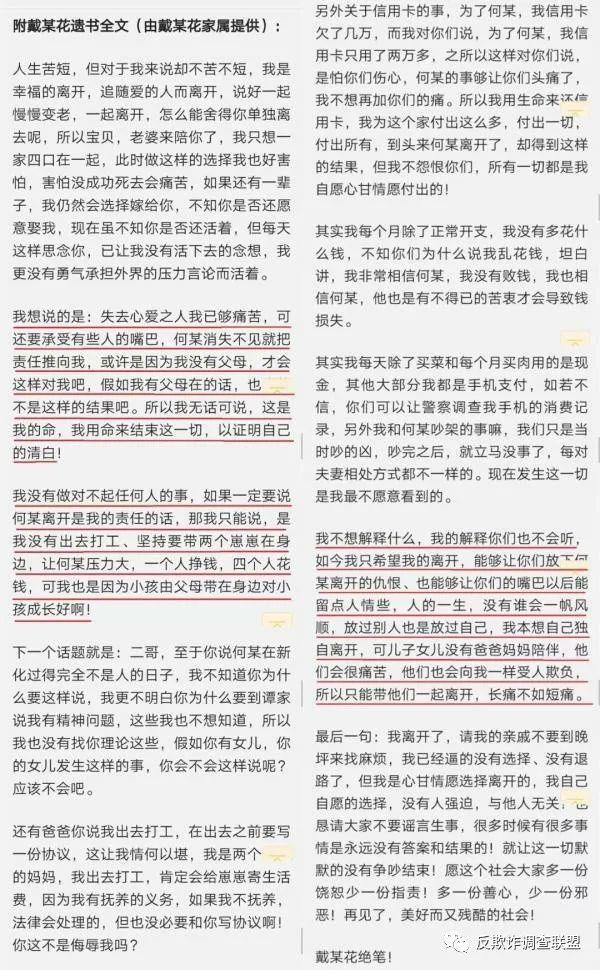 附戴某花遗书全文（由戴某花家属提供）：
人生苦短，但对于我来说却不苦不短，我是
幸福的离开，追随爱的人而离开，说好一起
慢慢变老，一起离开，怎么能舍得你单独离
去呢，所以宝贝，老婆来陪你了，我只想一
家四口在一起，此时做这样的选择我也好害
怕，害怕没成功死去会痛苦，如果还有一辈
子，我仍然会选择嫁给你，不知你是否还愿
意娶我，现在虽不知你是否还活着，但每天
这样思念你，已让我没有活下去的念想，我
更没有勇气承担外界的压力言论而活着。
我想说的是：失去心爱之人我已够痛苦，可
还要承受有些人的嘴巴，何某消失不见就把
责任推向我，或许是因为我没有父母，才会
这样对我吧，假如我有父母在的话，也
不是这样的结果吧。所以我无话可说，这是
我的命，我用命来结束这一切，以证明自己
的清白！
我没有做对不起任何人的事，如果一定要说
何某离开是我的责任的话，那我只能说，是
我没有出去打工、坚持要带两个崽崽在身
边，让何某压力大，一个人挣钱，四个人花
钱，可我也是因为小孩由父母带在身边对小
孩成长好啊！
下一个话题就是：二哥，至于你说何某在新
化过得完全不是人的日子，我不知道你为什
么要这样说，我更不明白你为什么要到谭家
说我有精神问题，这些我也不想知道，所以
我也没有找你理论这些，假如你有女儿，你
的女儿发生这样的事，你会不会这样说呢？
应该不会吧。
还有爸爸你说我出去打工，在出去之前要写
一份协议，这让我情何以堪，我是两个
的妈妈，我出去打工，肯定会给崽崽寄生活
费，因为我有抚养的义务，如果我不抚养，
法律会处理的，但也没必要和你写协议啊！
你这不是侮辱我吗？
另外关于信用卡的事，为了何某，我信用卡
欠了几万，而我对你们说，为了何某，我信
用卡只用了两万多，之所以这样对你们说，
是怕你们伤心，何某的事够让你们头痛了，
我不想再加你们的痛。所以我用生命来还信
用卡，我为这个家付出这么多，付出一切，
付出所有，到头来何某离开了，却得到这样
的结果，但我不怨恨你们，所有一切都是我
自愿心甘情愿付出的！
其实我每个月除了正常开支，我没有多花什
么钱，不知你们为什么说我乱花钱，坦白
讲，我非常相信何某，我没有败钱，我也相
信何某，他也是有不得已的苦衷才会导致钱
损失。
其实我每天除了买菜和每个月买肉用的是现
金，其他大部分我都是手机支付，如若不
信，你们可以让警察调查我手机的消费记
录，另外我和何某吵架的事嘛，我们只是当
时吵的凶，吵完之后，就立马没事了，每对
夫妻相处方式都不一样的。现在发生这一切
是我最不愿意看到的。
我不想解释什么，我的解释你们也不会听，
如今我只希望我的离开，能够让你们放下何
某离开的仇恨、也能够让你们的嘴巴以后能
留点人情些，人的一生，没有谁会一帆风
顺，放过别人也是放过自己，我本想自己独
自离开，可儿子女儿没有爸爸妈妈陪伴，他
们会很痛苦，他们也会向我一样受人欺负，
所以只能带他们一起离开，长痛不如短痛。
最后一句：我离开了，请我的亲戚不要到晚
坪来找麻烦，我已经逼的没有选择、没有退
路了，但我是心甘情愿选择离开的，我自己
自愿的选择，没有人强迫，与他人无关！也
恳请大家不要谣言生事，很多时候有很多事
情是永远没有答案和结果的！就让这一切默
默的没有争吵结束！愿这个社会大家多一份
饶恕少一份指责！多一份善心，少一份邪
恶！再见了，美好而又残酷的社会！
戴某花绝笔！
反欺诈调查联盟